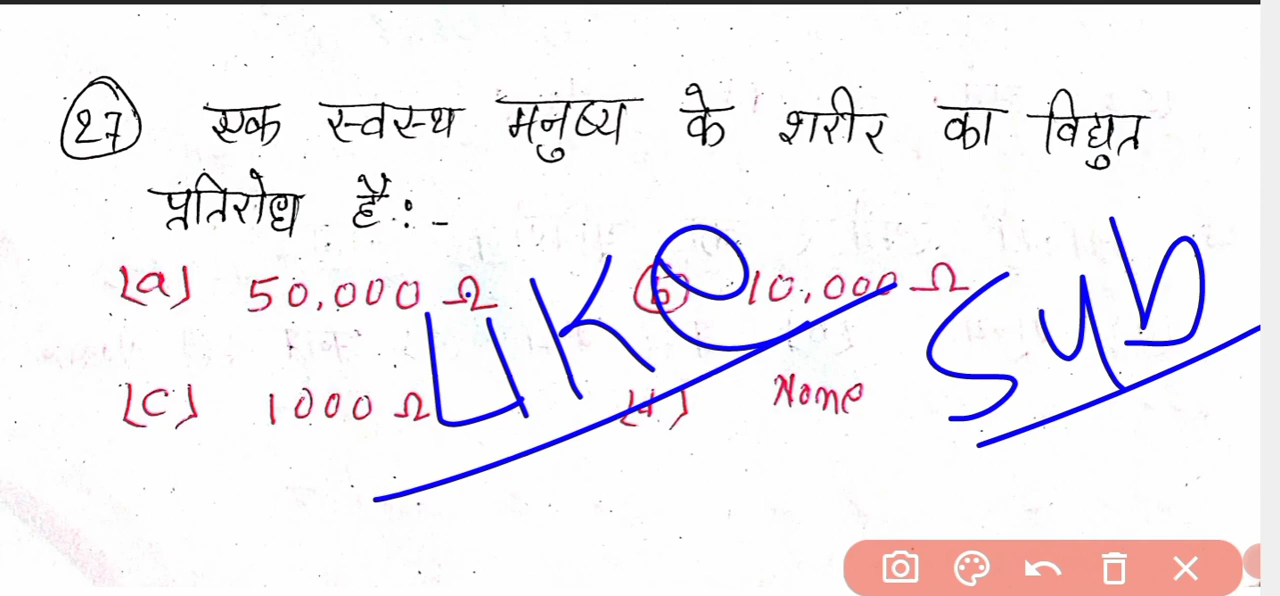 27 एक स्वस्थ मनुष्य के शरीर का विद्युत
प्रतिरोध है:-
(a) 50,000 Ω (b) 10,000 Ω
(c) 1000 Ω (d) None
LIKe Sub